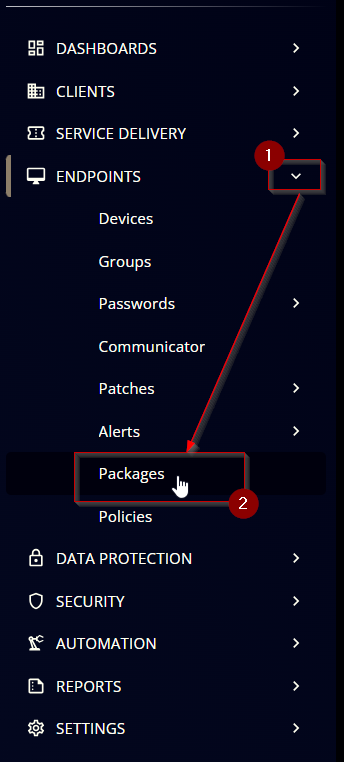 DASHBOARDS
CLIENTS
SERVICE DELIVERY
1
ENDPOINTS
Devices
Groups
Passwords
Communicator
Patches
Alerts
Packages
2
Policies
DATA PROTECTION
SECURITY
AUTOMATION
REPORTS
SETTINGS